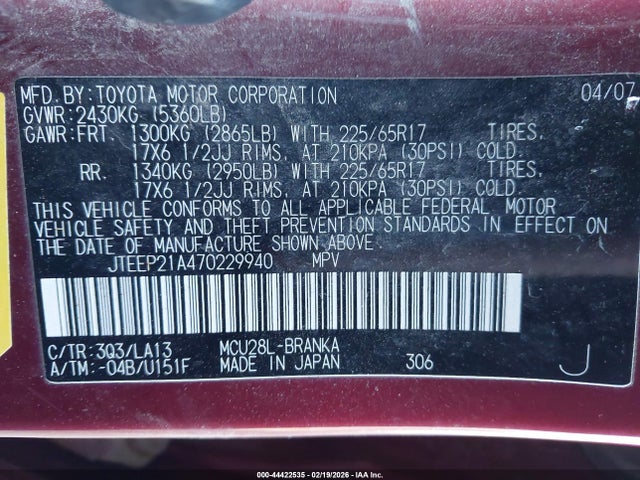 MFD. BY: TOYOTA MOTOR CORPORATION 04/07
GVWR: 2430KG (5360LB)
GAWR: FRT. 1300KG (2865LB) WITH 225/65R17 TIRES.
17X6 1/2JJ RIMS. AT 210KPA (30PSI) COLD.
RR. 1340KG (2950LB) WITH 225/65R17 TIRES.
17X6 1/2JJ RIMS. AT 210KPA (30PSI) COLD.
THIS VEHICLE CONFORMS TO ALL APPLICABLE FEDERAL MOTOR
VEHICLE SAFETY AND THEFT PREVENTION STANDARDS IN EFFECT ON
THE DATE OF MANUFACTURE SHOWN ABOVE.
JTEEP21A470229940 MPV
C/TR: 3Q3/LA13 MCU28L-BRANKA
A/TM: -04B/U151F MADE IN JAPAN 306 J
000-44422535 - 02/19/2026 - IAA Inc.